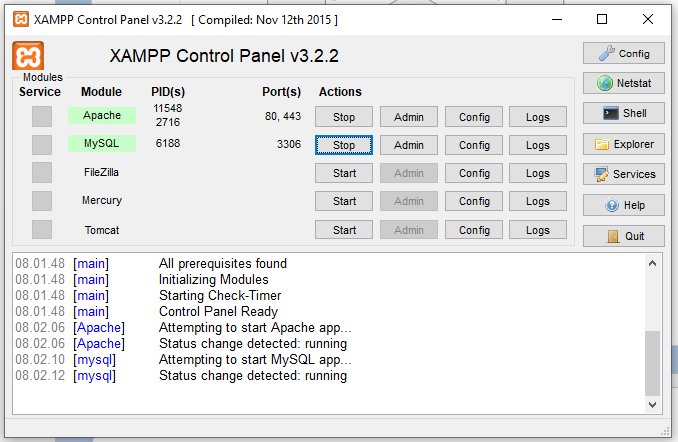 XAMPP Control Panel v3.2.2 [ Compiled: Nov 12th 2015 ]
XAMPP Control Panel v3.2.2
Config
Modules
Service Module PID(s) Port(s) Actions
Netstat
Apache 11548 2716 80, 443 Stop Admin Config Logs
Shell
MySQL 6188 3306 Stop Admin Config Logs
Explorer
FileZilla Start Admin Config Logs
Services
Mercury Start Admin Config Logs
Help
Tomcat Start Admin Config Logs
Quit
08.01.48 [main] All prerequisites found
08.01.48 [main] Initializing Modules
08.01.48 [main] Starting Check-Timer
08.01.48 [main] Control Panel Ready
08.02.06 [Apache] Attempting to start Apache app...
08.02.06 [Apache] Status change detected: running
08.02.10 [mysql] Attempting to start MySQL app...
08.02.12 [mysql] Status change detected: running